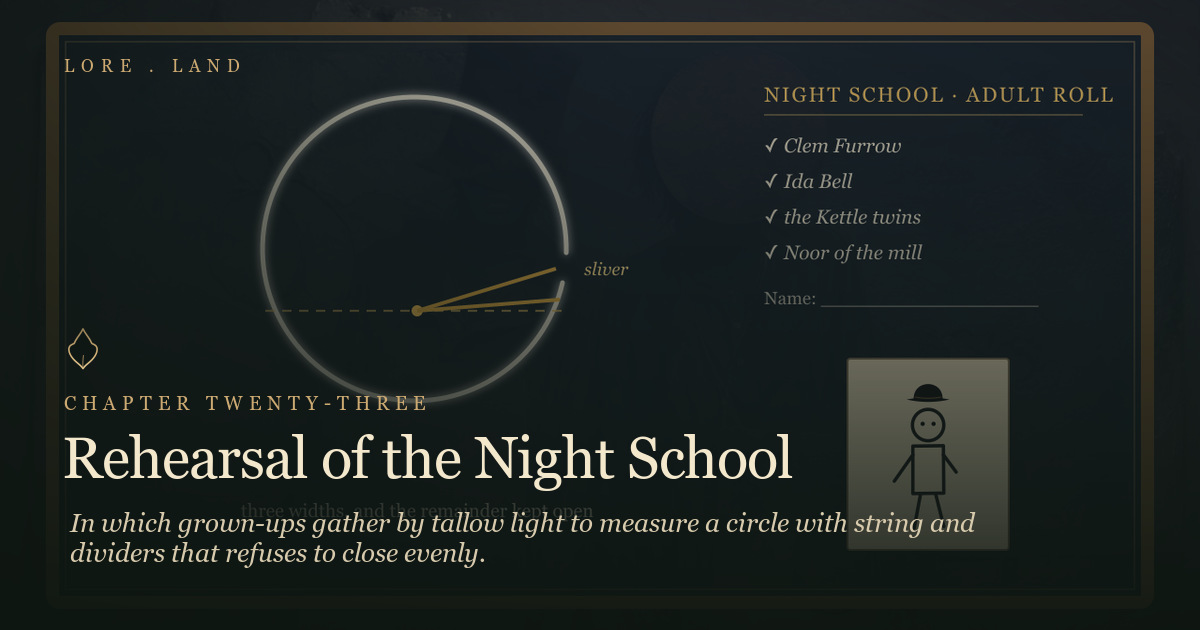 LORE . LAND
NIGHT SCHOOL · ADULT ROLL
✓ Clem Furrow
✓ Ida Bell
✓ the Kettle twins
✓ Noor of the mill
Name:
sliver
CHAPTER TWENTY-THREE
Rehearsal of the Night School
three widths, and the remainder kept open
In which grown-ups gather by tallow light to measure a circle with string and
dividers that refuses to close evenly.